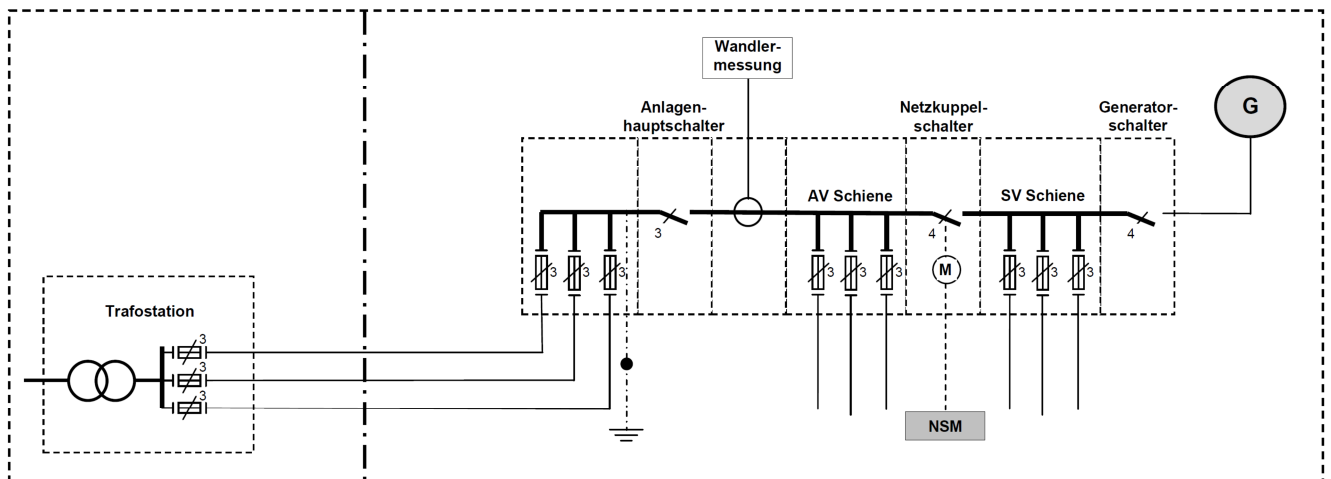 Wandler-
messung
Anlagen-
hauptschalter
Netzkuppel-
schalter
Generator-
schalter
G
AV Schiene
SV Schiene
3
4
4
3
3
3
3
3
3
M
3
3
3
Trafostation
3
3
3
NSM